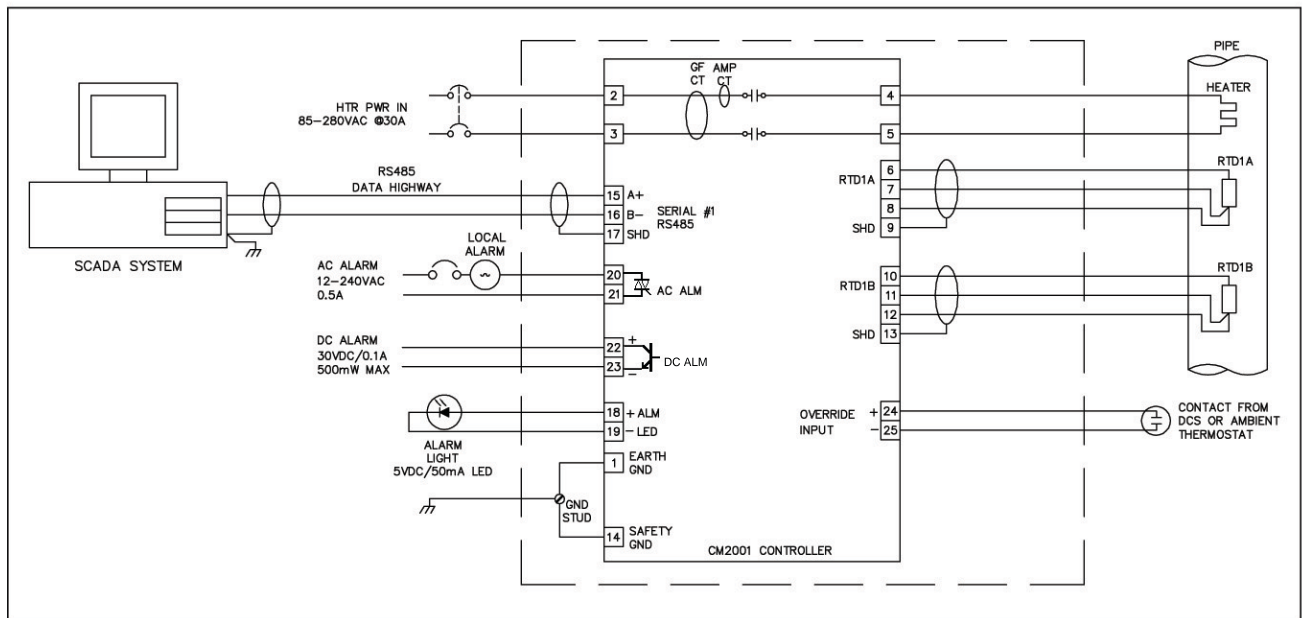 SCADA SYSTEM
HTR PWR IN
85-280VAC @30A
RS485
DATA HIGHWAY
LOCAL
ALARM
AC ALARM
12-240VAC
0.5A
DC ALARM
30VDC/0.1A
500mW MAX
ALARM
LIGHT
5VDC/50mA LED
GND
STUD
GF
CT
AMP
CT
2
3
15 A+
16 B-
17 SHD
SERIAL #1
RS485
20
21
AC ALM
22 +
23 -
DC ALM
18 +ALM
19 -LED
1 EARTH
GND
14 SAFETY
GND
CM2001 CONTROLLER
4
5
RTD1A
6
7
8
SHD 9
RTD1B
10
11
12
SHD 13
OVERRIDE + 24
INPUT - 25
PIPE
HEATER
RTD1A
RTD1B
CONTACT FROM
DCS OR AMBIENT
THERMOSTAT